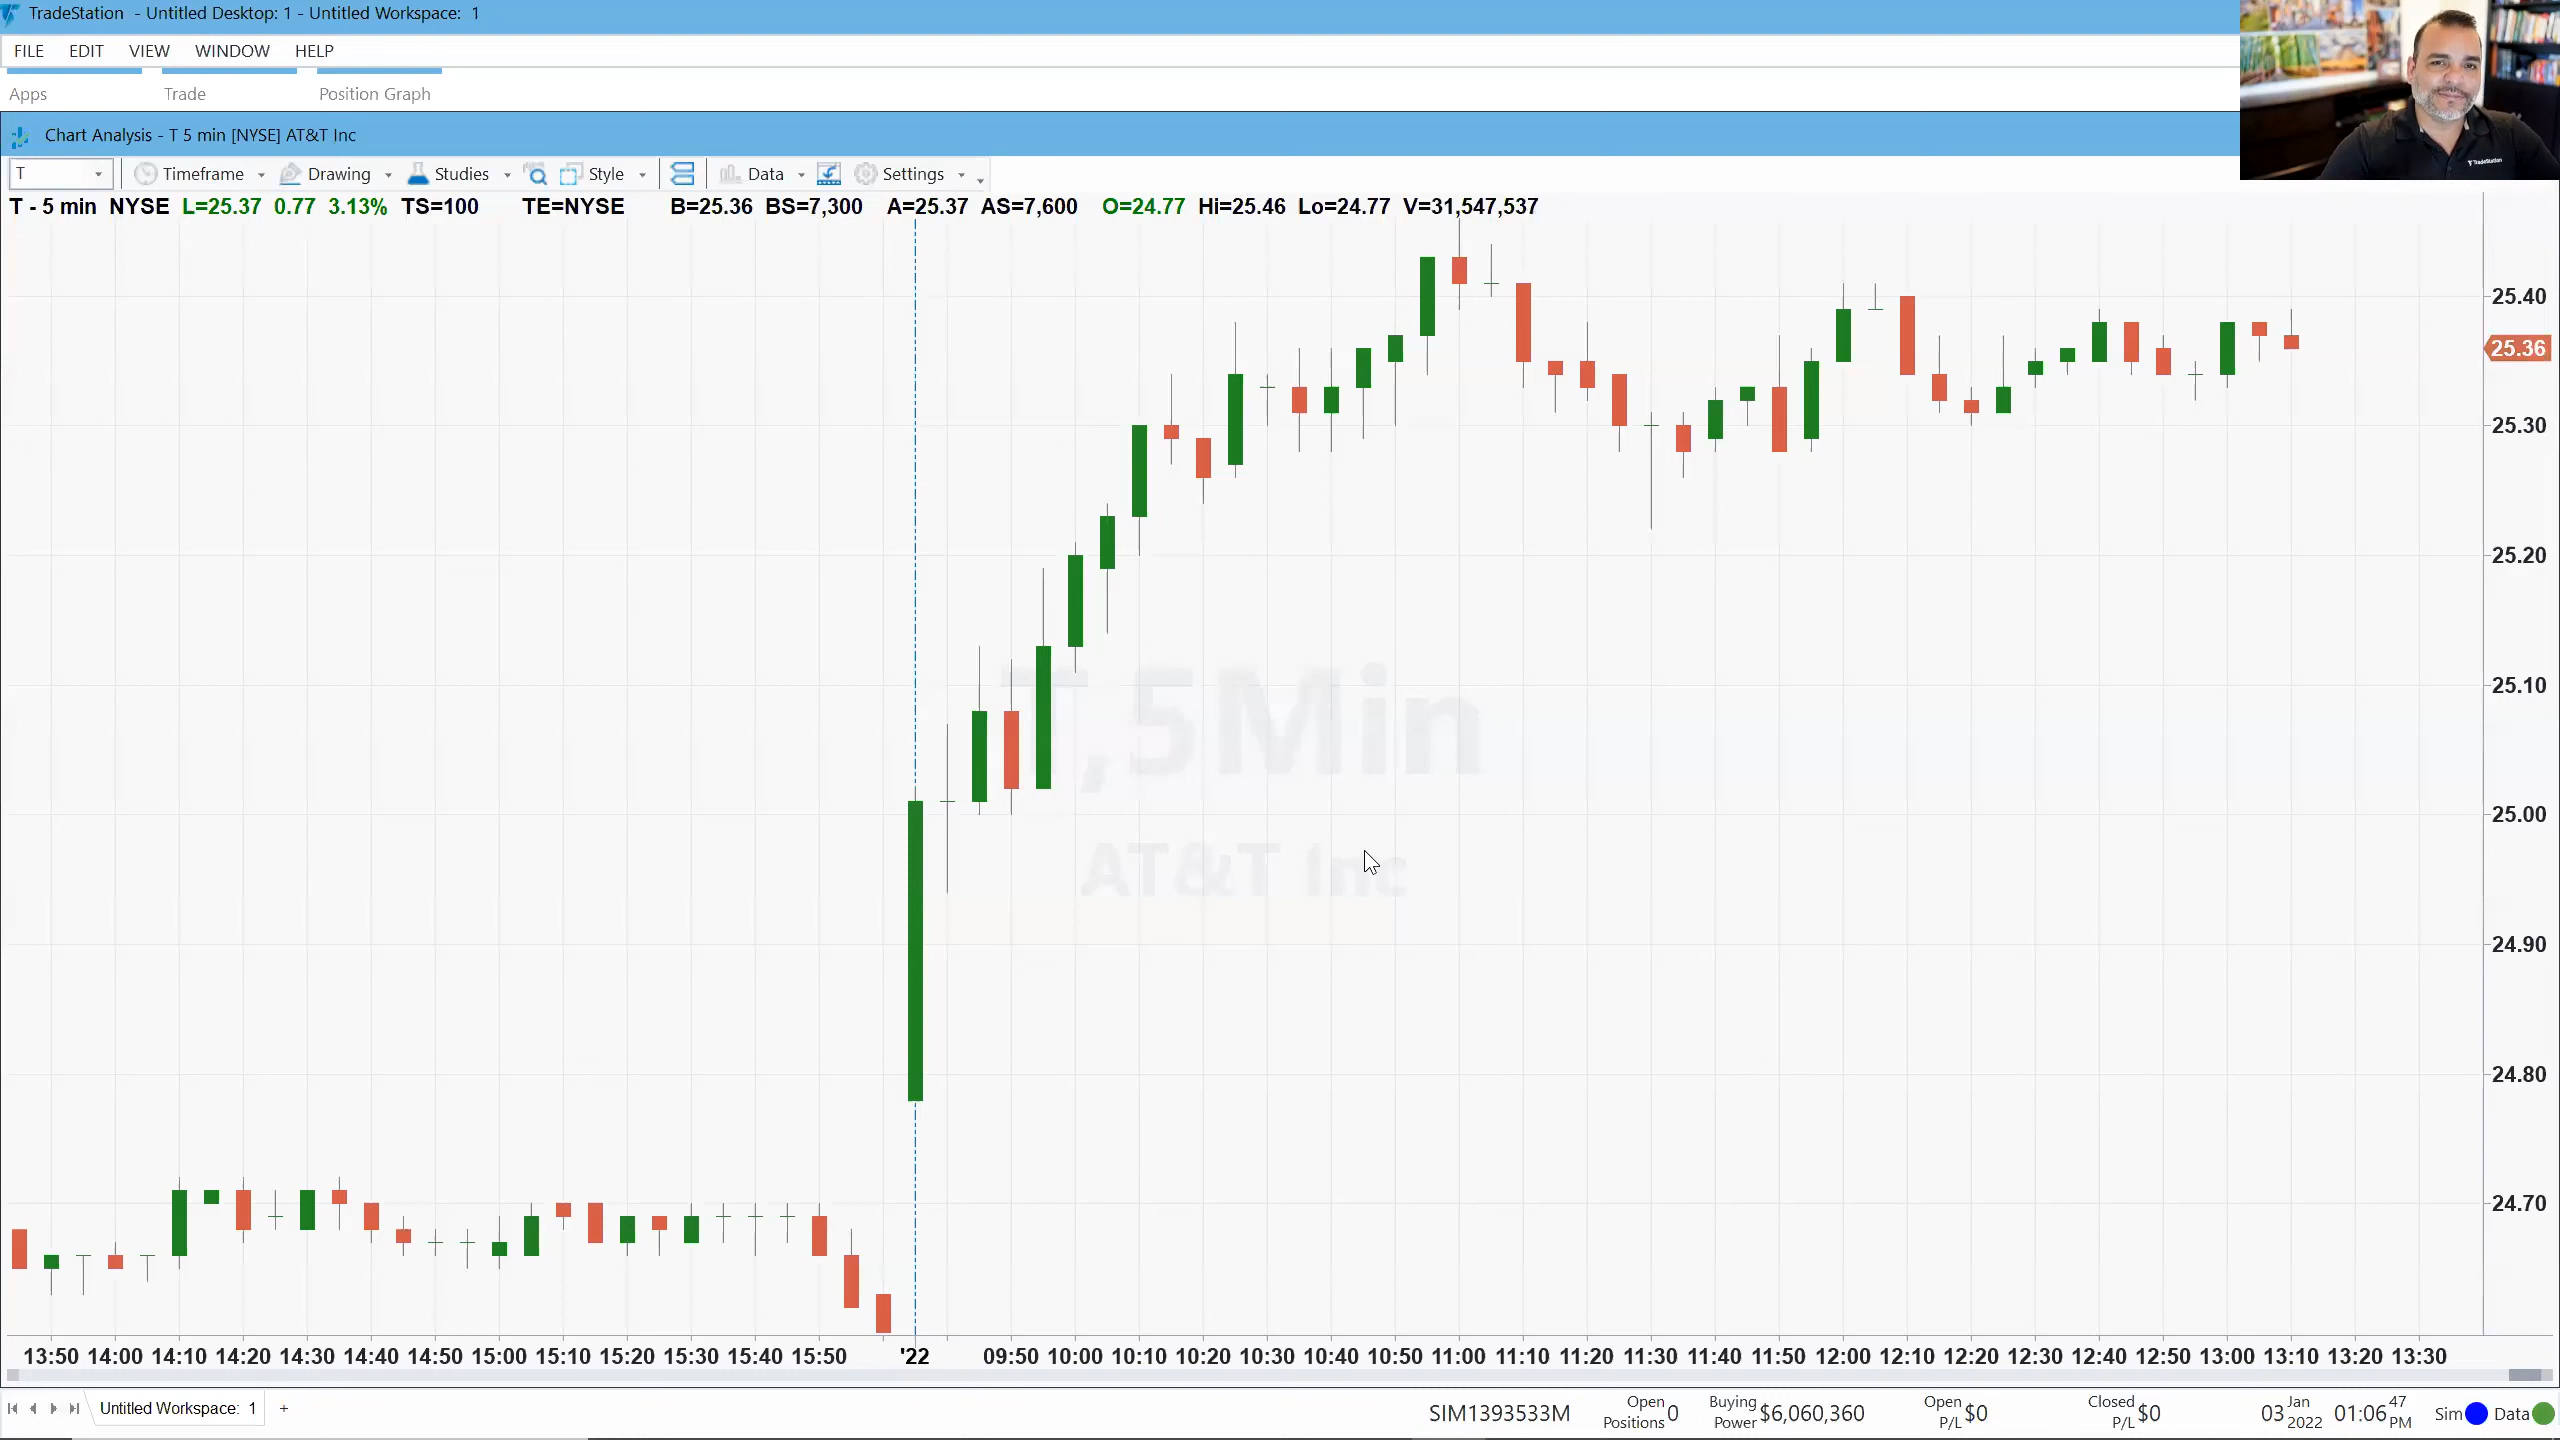 TradeStation - Untitled Desktop: 1 - Untitled Workspace: 1
FILE EDIT VIEW WINDOW HELP
Apps Trade Position Graph
Chart Analysis - T 5 min [NYSE] AT&T Inc
T Timeframe Drawing Studies Style Data Settings
T - 5 min NYSE L=25.37 0.77 3.13% TS=100 TE=NYSE B=25.36 BS=7,300 A=25.37 AS=7,600 O=24.77 Hi=25.46 Lo=24.77 V=31,547,537
25.40
25.36
25.30
25.20
25.10
25.00
24.90
24.80
24.70
T,5Min
AT&T Inc
13:50 14:00 14:10 14:20 14:30 14:40 14:50 15:00 15:10 15:20 15:30 15:40 15:50 '22 09:50 10:00 10:10 10:20 10:30 10:40 10:50 11:00 11:10 11:20 11:30 11:40 11:50 12:00 12:10 12:20 12:30 12:40 12:50 13:00 13:10 13:20 13:30
Untitled Workspace: 1 +
SIM1393533M Open Positions 0 Buying Power $6,060,360 Open P/L $0 Closed P/L $0 03 Jan 2022 01:06 47 PM Sim Data
TradeStation